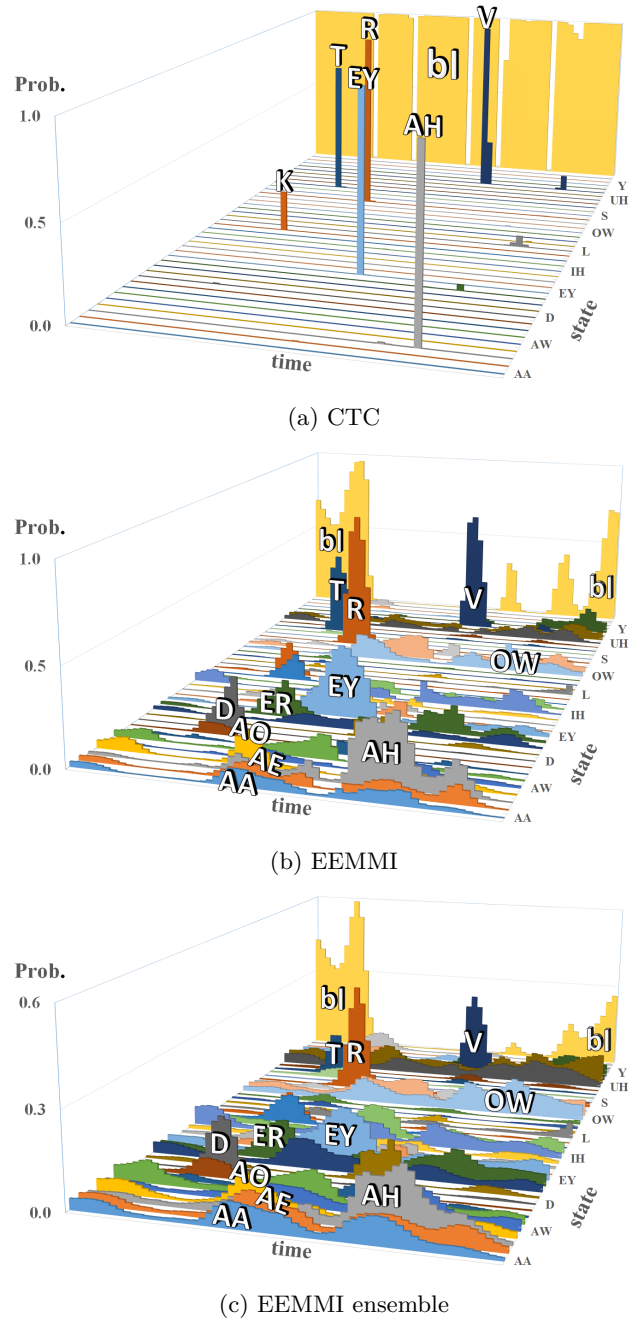 Prob.
1.0
0.5
0.0
K
T
R
EY
bl
AH
V
Y
UH
S
OW
L
IH
EY
D
AW
AA
state
time
(a) CTC
Prob.
1.0
0.5
0.0
bl
T
R
V
bl
OW
EY
ER
D
AO
AE
AA
AH
Y
UH
S
OW
L
IH
EY
D
AW
AA
state
time
(b) EEMMI
Prob.
0.6
0.3
0.0
bl
T
R
V
bl
OW
EY
ER
D
AO
AE
AA
AH
Y
UH
S
OW
L
IH
EY
D
AW
AA
state
time
(c) EEMMI ensemble